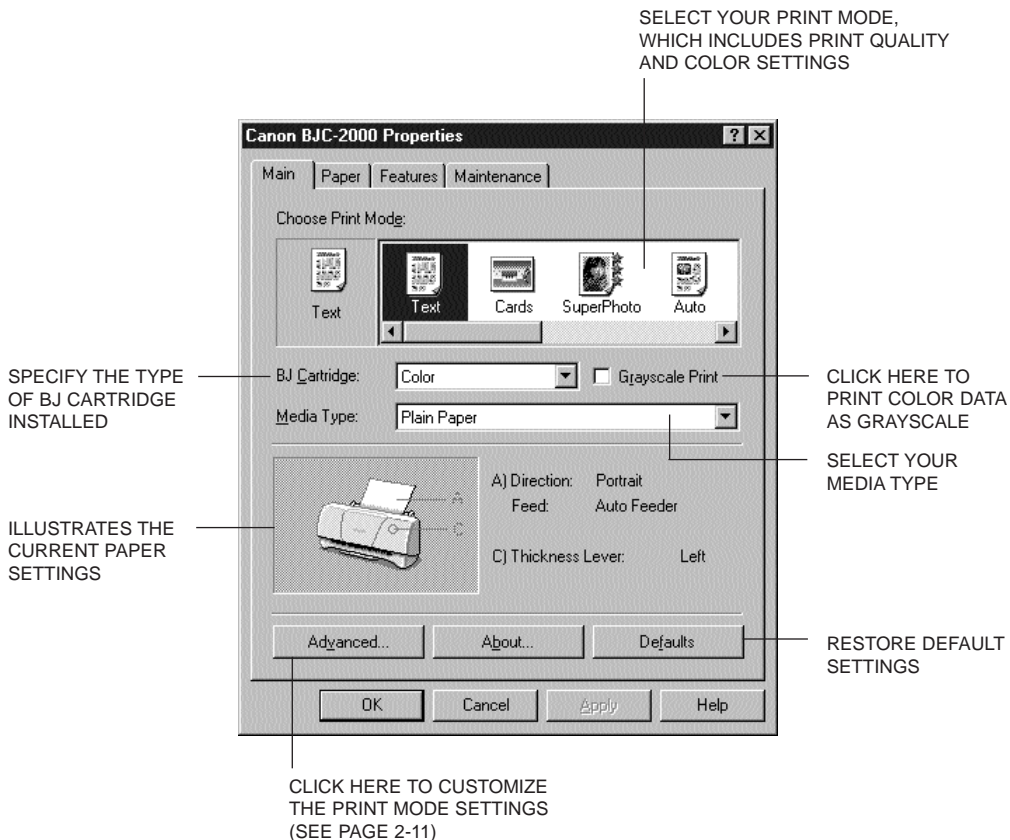 SELECT YOUR PRINT MODE,
WHICH INCLUDES PRINT QUALITY
AND COLOR SETTINGS
Canon BJC-2000 Properties
Main Paper Features Maintenance
Choose Print Mode:
Text
Text Cards SuperPhoto Auto
SPECIFY THE TYPE
OF BJ CARTRIDGE
INSTALLED
BJ Cartridge: Color Grayscale Print
CLICK HERE TO
PRINT COLOR DATA
AS GRAYSCALE
Media Type: Plain Paper
SELECT YOUR
MEDIA TYPE
ILLUSTRATES THE
CURRENT PAPER
SETTINGS
A
C
A) Direction: Portrait
Feed: Auto Feeder
C) Thickness Lever: Left
Advanced... About... Defaults
RESTORE DEFAULT
SETTINGS
OK Cancel Apply Help
CLICK HERE TO CUSTOMIZE
THE PRINT MODE SETTINGS
(SEE PAGE 2-11)